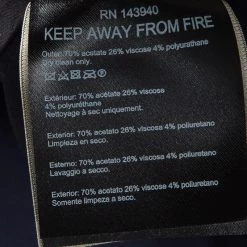 RN 143940
KEEP AWAY FROM FIRE
Outer: 70% acetate 26% viscose 4% polyurethane
Dry clean only.
Extérieur: 70% acétate 26% viscose
4% polyuréthane
Nettoyage à sec uniquement.
Exterior: 70% acetato 26% viscosa 4% poliuretano
Limpieza en seco.
Esterno: 70% acetato 26% viscosa 4% poliuretano
Lavaggio a secco.
Exterior: 70% acetato 26% viscose 4% poliuretano
Somente limpeza em seco.